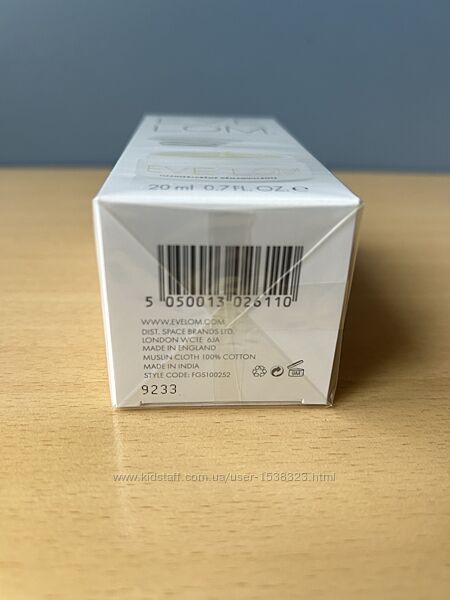 LOM
20 ml 0.7 FL.OZ. e
5 050013 026110
WWW.EVELOM.COM
DIST. SPACE BRANDS LTD.
LONDON WC1E 6JA
MADE IN ENGLAND
MUSLIN CLOTH 100% COTTON
MADE IN INDIA
STYLE CODE: FGS100252
9233
www.kidstaff.com.ua/user-1538323.html